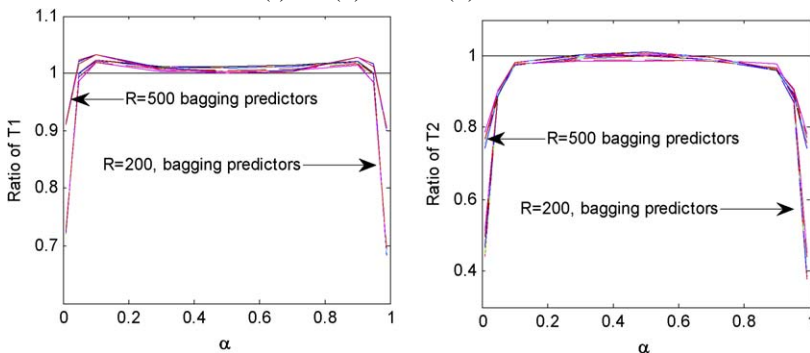 1.1
1
0.9
0.8
0.7
Ratio of T1
R=500 bagging predictors
R=200, bagging predictors
0 0.2 0.4 0.6 0.8 1
α
1
0.8
0.6
0.4
Ratio of T2
R=500 bagging predictors
R=200, bagging predictors
0 0.2 0.4 0.6 0.8 1
α